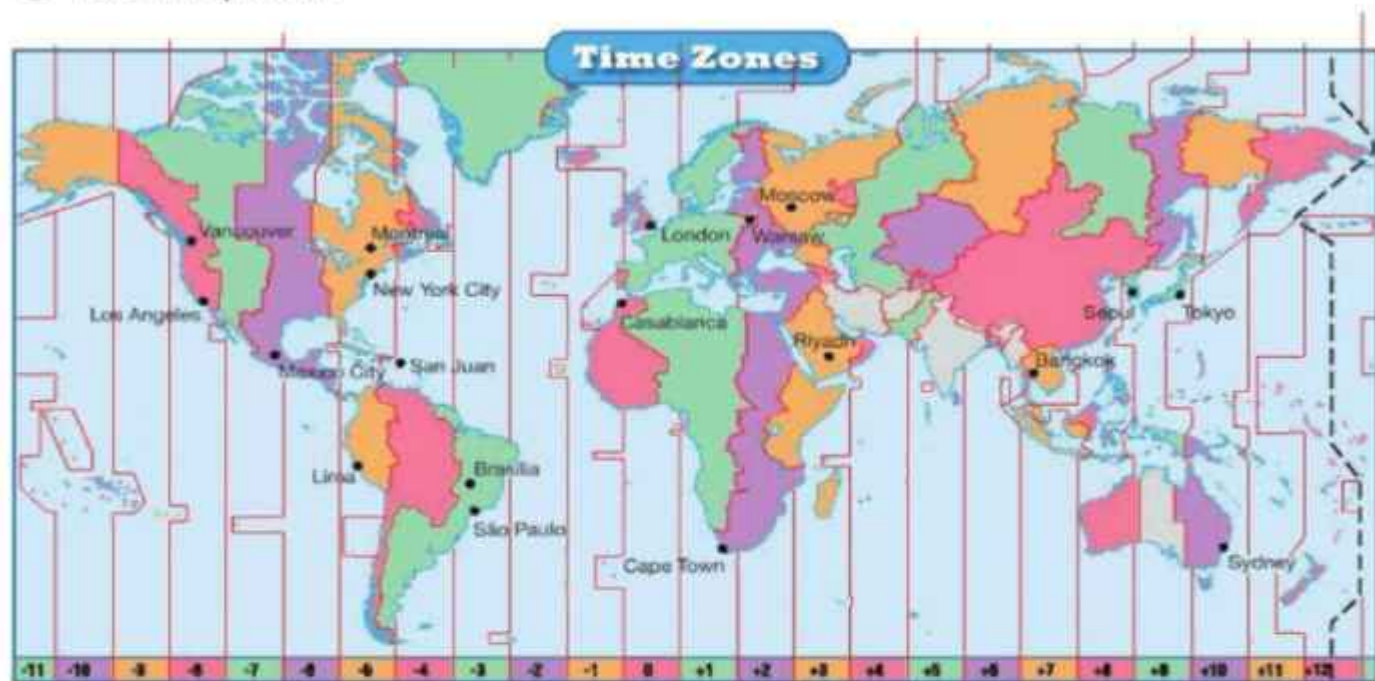 Time Zones
Moscow
Vancouver
Montreal
London
Warsaw
New York City
Los Angeles
Casablanca
Seoul
Tokyo
Riyadh
Mexico City
San Juan
Bangkok
Lima
Brasília
São Paulo
Cape Town
Sydney
-11 -10 -9 -8 -7 -6 -5 -4 -3 -2 -1 0 +1 +2 +3 +4 +5 +6 +7 +8 +9 +10 +11 +12